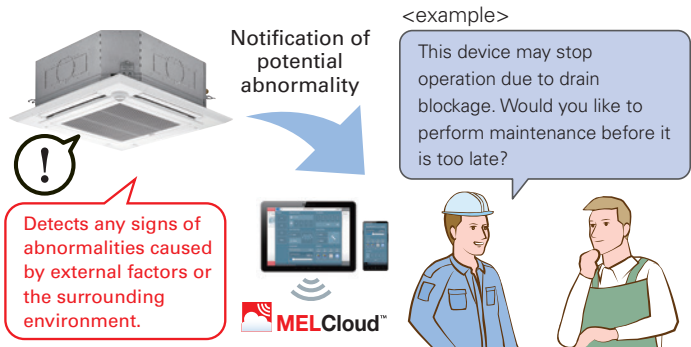 <example>
Notification of
potential
abnormality
This device may stop
operation due to drain
blockage. Would you like to
perform maintenance before it
is too late?
!
Detects any signs of
abnormalities caused
by external factors or
the surrounding
environment.
MELCloud™